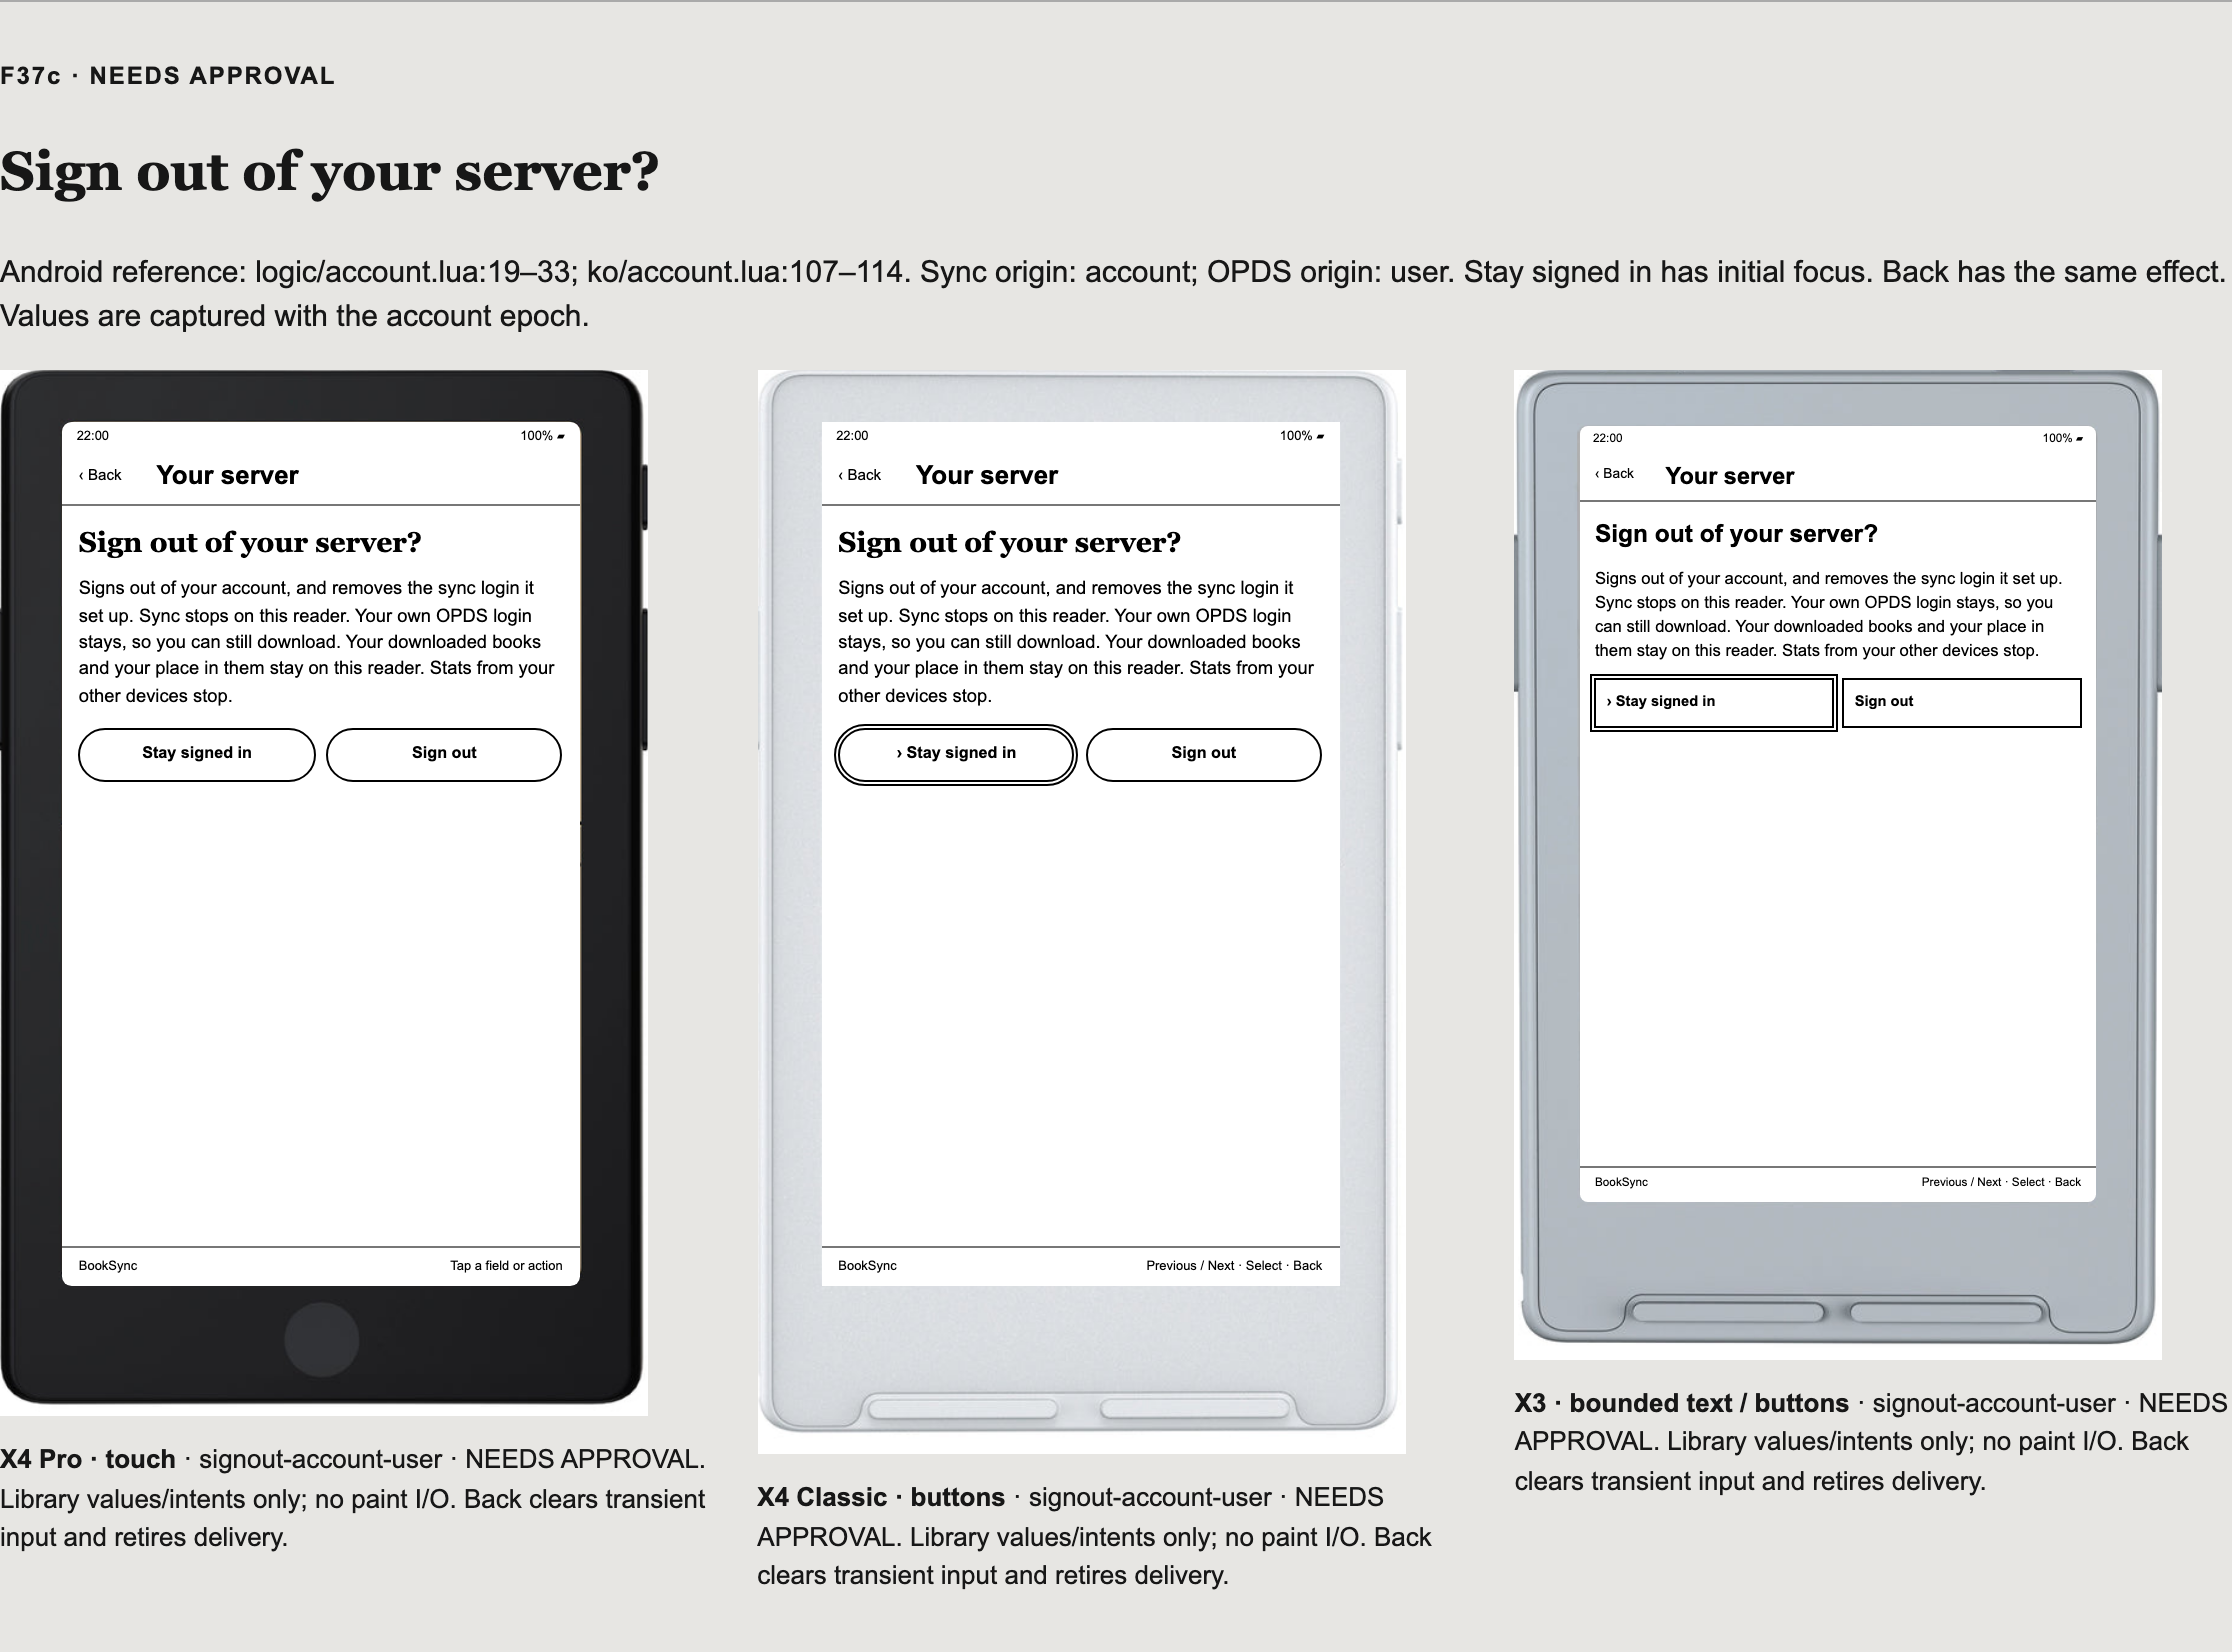 F37c · NEEDS APPROVAL
Sign out of your server?
Android reference: logic/account.lua:19–33; ko/account.lua:107–114. Sync origin: account; OPDS origin: user. Stay signed in has initial focus. Back has the same effect.
Values are captured with the account epoch.
22:00 100%
‹ Back Your server
Sign out of your server?
Signs out of your account, and removes the sync login it
set up. Sync stops on this reader. Your own OPDS login
stays, so you can still download. Your downloaded books
and your place in them stay on this reader. Stats from your
other devices stop.
Stay signed in Sign out
BookSync Tap a field or action
X4 Pro · touch · signout-account-user · NEEDS APPROVAL.
Library values/intents only; no paint I/O. Back clears transient
input and retires delivery.
22:00 100%
‹ Back Your server
Sign out of your server?
Signs out of your account, and removes the sync login it
set up. Sync stops on this reader. Your own OPDS login
stays, so you can still download. Your downloaded books
and your place in them stay on this reader. Stats from your
other devices stop.
› Stay signed in Sign out
BookSync Previous / Next · Select · Back
X4 Classic · buttons · signout-account-user · NEEDS
APPROVAL. Library values/intents only; no paint I/O. Back
clears transient input and retires delivery.
22:00 100%
‹ Back Your server
Sign out of your server?
Signs out of your account, and removes the sync login it set up.
Sync stops on this reader. Your own OPDS login stays, so you
can still download. Your downloaded books and your place in
them stay on this reader. Stats from your other devices stop.
› Stay signed in Sign out
BookSync Previous / Next · Select · Back
X3 · bounded text / buttons · signout-account-user · NEEDS
APPROVAL. Library values/intents only; no paint I/O. Back
clears transient input and retires delivery.